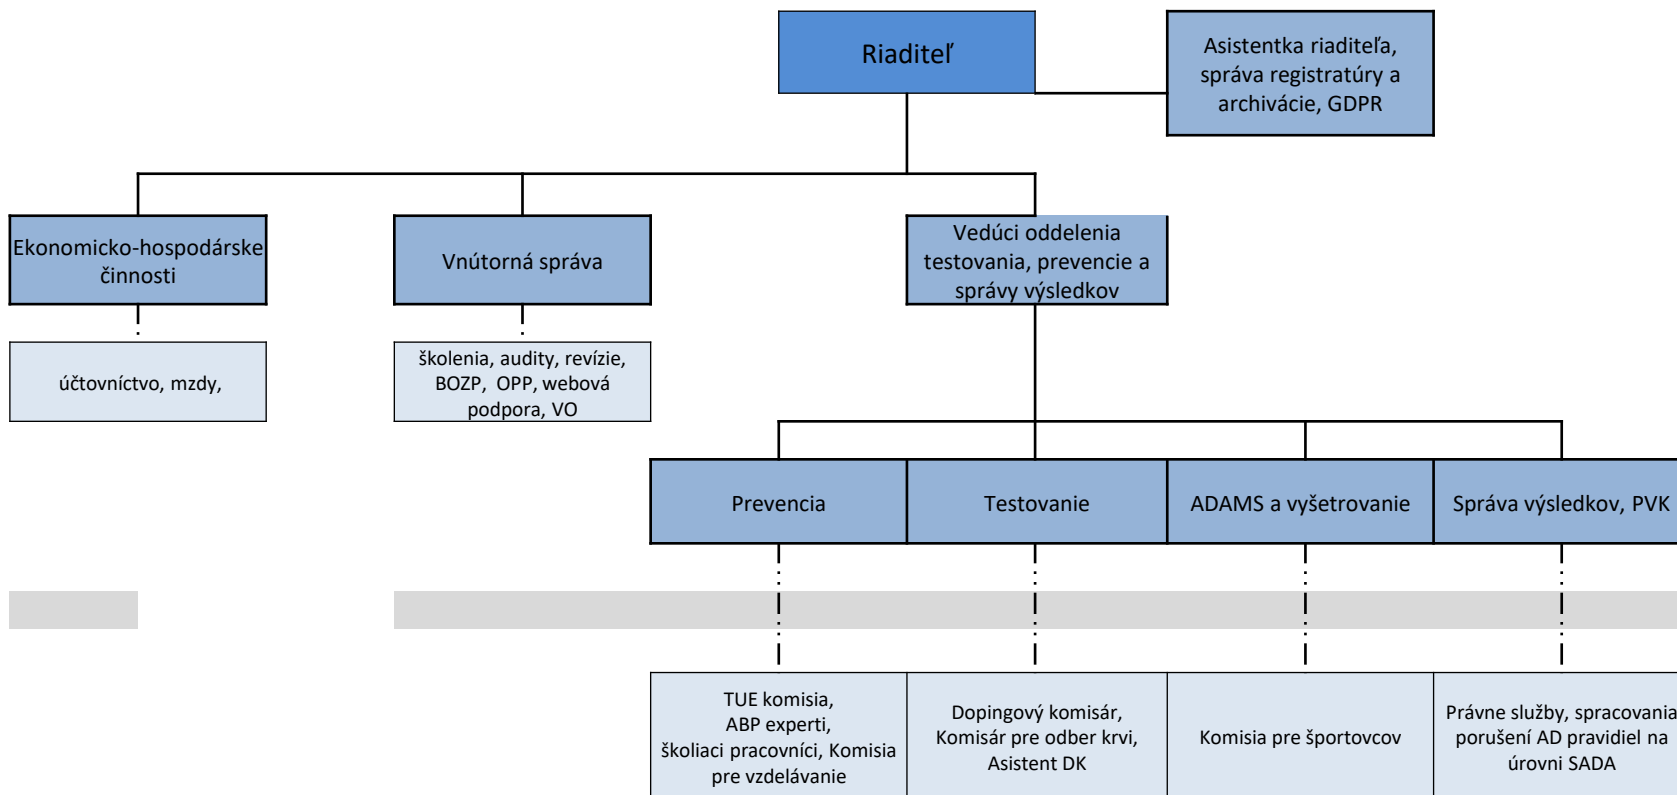 Riaditeľ
Asistentka riaditeľa,
správa registratúry a
archivácie, GDPR
Ekonomicko-hospodárske
činnosti
Vnútorná správa
Vedúci oddelenia
testovania, prevencie a
správy výsledkov
účtovníctvo, mzdy,
školenia, audity, revízie,
BOZP, OPP, webová
podpora, VO
Prevencia
Testovanie
ADAMS a vyšetrovanie
Správa výsledkov, PVK
TUE komisia,
ABP experti,
školiaci pracovníci, Komisia
pre vzdelávanie
Dopingový komisár,
Komisár pre odber krvi,
Asistent DK
Komisia pre športovcov
Právne služby, spracovania
porušení AD pravidiel na
úrovni SADA